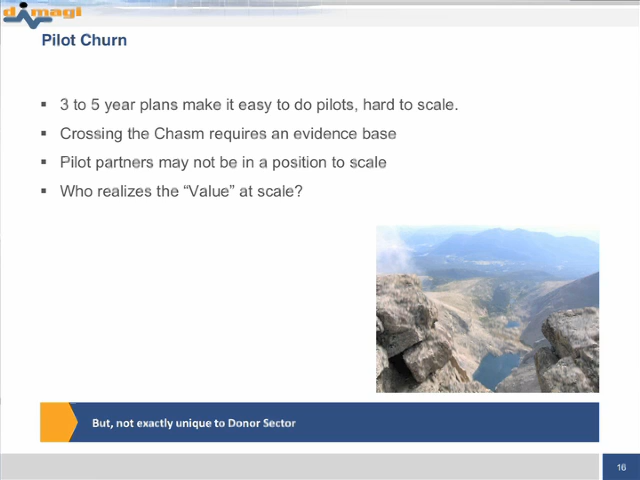 dimagi
Pilot Churn
▪ 3 to 5 year plans make it easy to do pilots, hard to scale.
▪ Crossing the Chasm requires an evidence base
▪ Pilot partners may not be in a position to scale
▪ Who realizes the “Value” at scale?
But, not exactly unique to Donor Sector
16